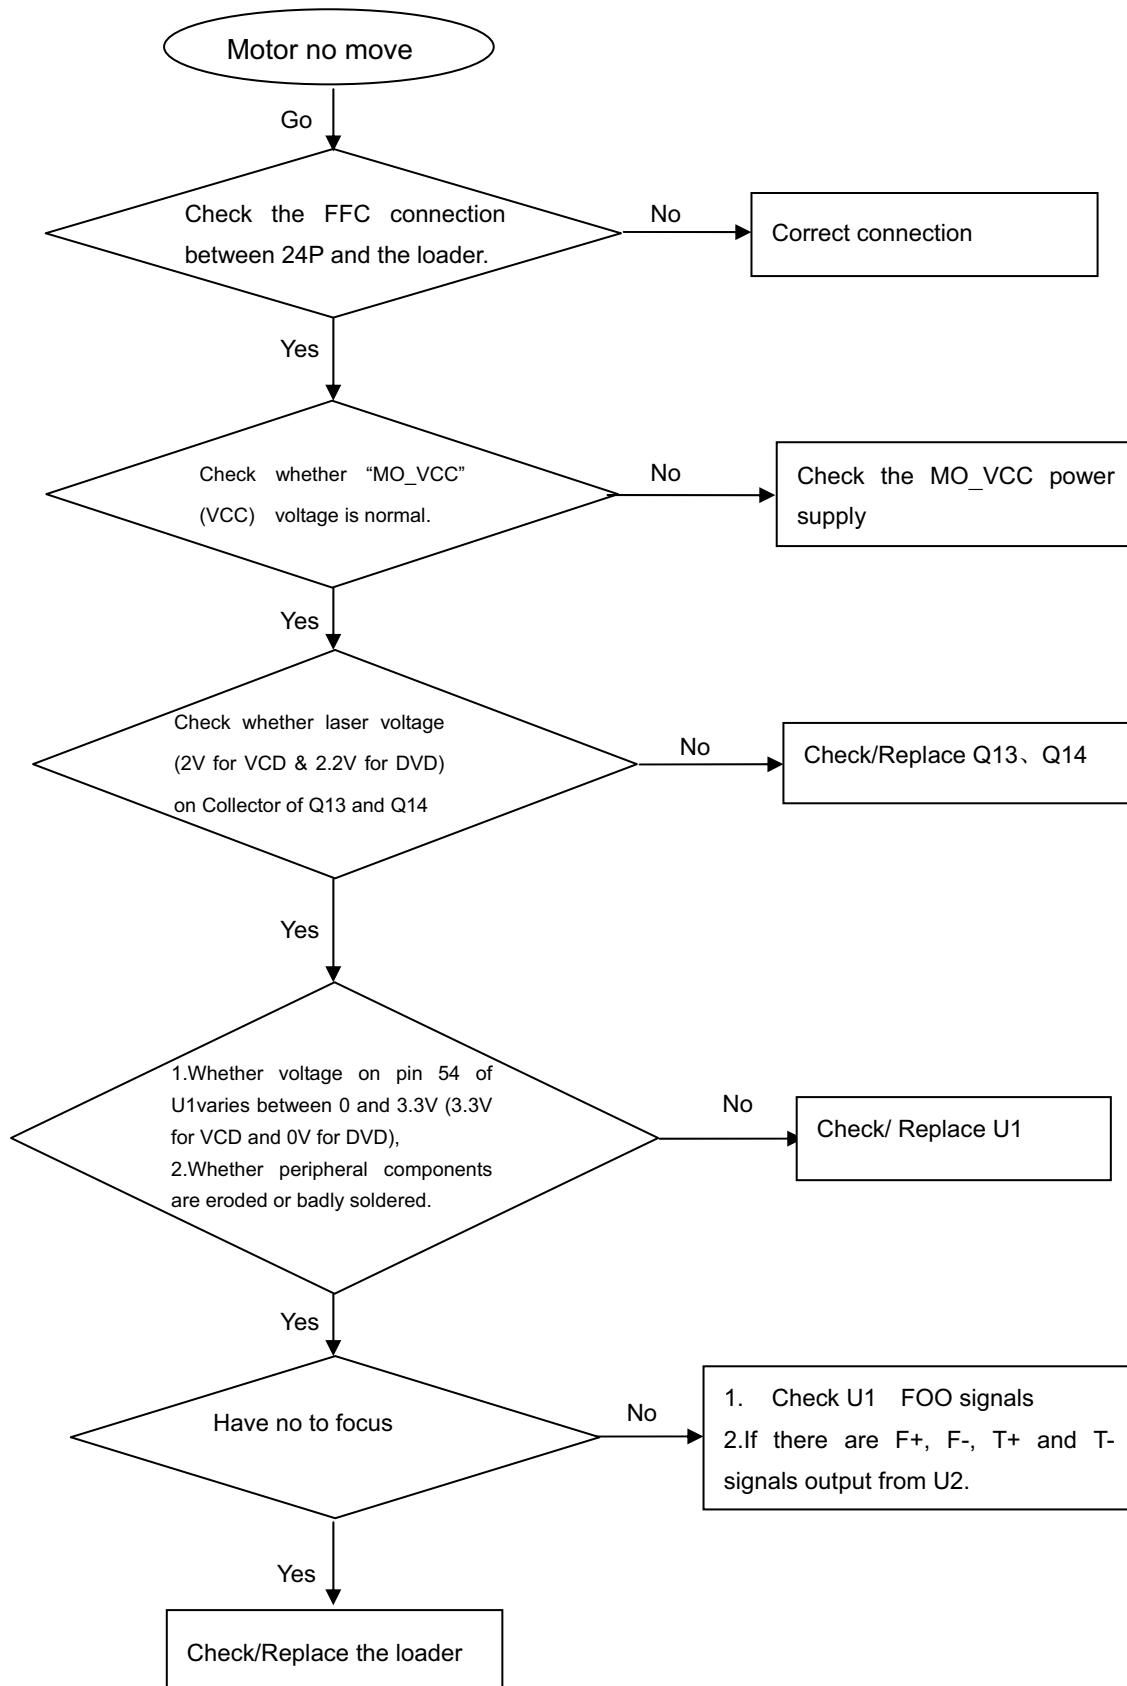 Motor no move
Go
Check the FFC connection
between 24P and the loader.
No
Correct connection
Yes
Check whether “MO_VCC”
(VCC) voltage is normal.
No
Check the MO_VCC power
supply
Yes
Check whether laser voltage
(2V for VCD & 2.2V for DVD)
on Collector of Q13 and Q14
No
Check/Replace Q13、Q14
Yes
1.Whether voltage on pin 54 of
U1varies between 0 and 3.3V (3.3V
for VCD and 0V for DVD),
2.Whether peripheral components
are eroded or badly soldered.
No
Check/ Replace U1
Yes
Have no to focus
No
1. Check U1 FOO signals
2.If there are F+, F-, T+ and T-
signals output from U2.
Yes
Check/Replace the loader